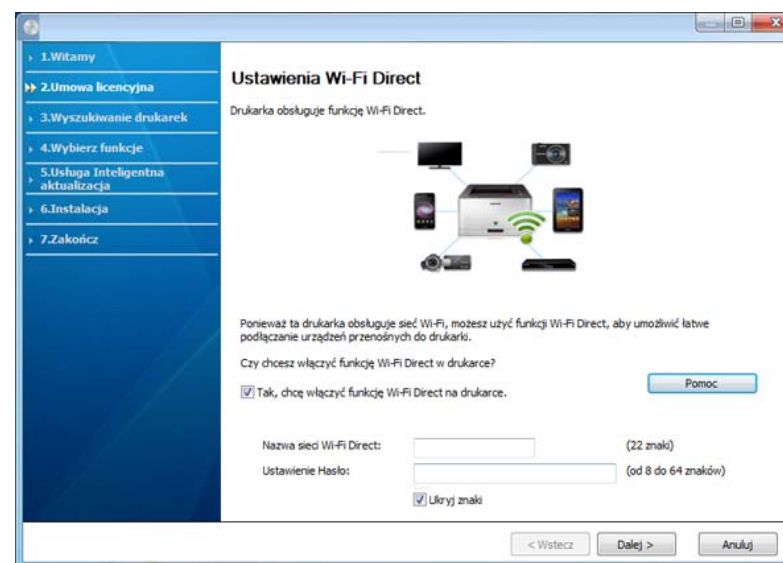 1.Witamy
2.Umowa licencyjna
3.Wyszukiwanie drukarek
4.Wybierz funkcje
5.Usługa Inteligentna
aktualizacja
6.Instalacja
7.Zakończ
Ustawienia Wi-Fi Direct
Drukarka obsługuje funkcję Wi-Fi Direct.
Ponieważ ta drukarka obsługuje sieć Wi-Fi, możesz użyć funkcji Wi-Fi Direct, aby umożliwić łatwe
podłączanie urządzeń przenośnych do drukarki.
Czy chcesz włączyć funkcję Wi-Fi Direct w drukarce?
Tak, chcę włączyć funkcję Wi-Fi Direct na drukarce.
Pomoc
Nazwa sieci Wi-Fi Direct: (22 znaki)
Ustawienie Hasło: (od 8 do 64 znaków)
Ukryj znaki
< Wstecz Dalej > Anuluj